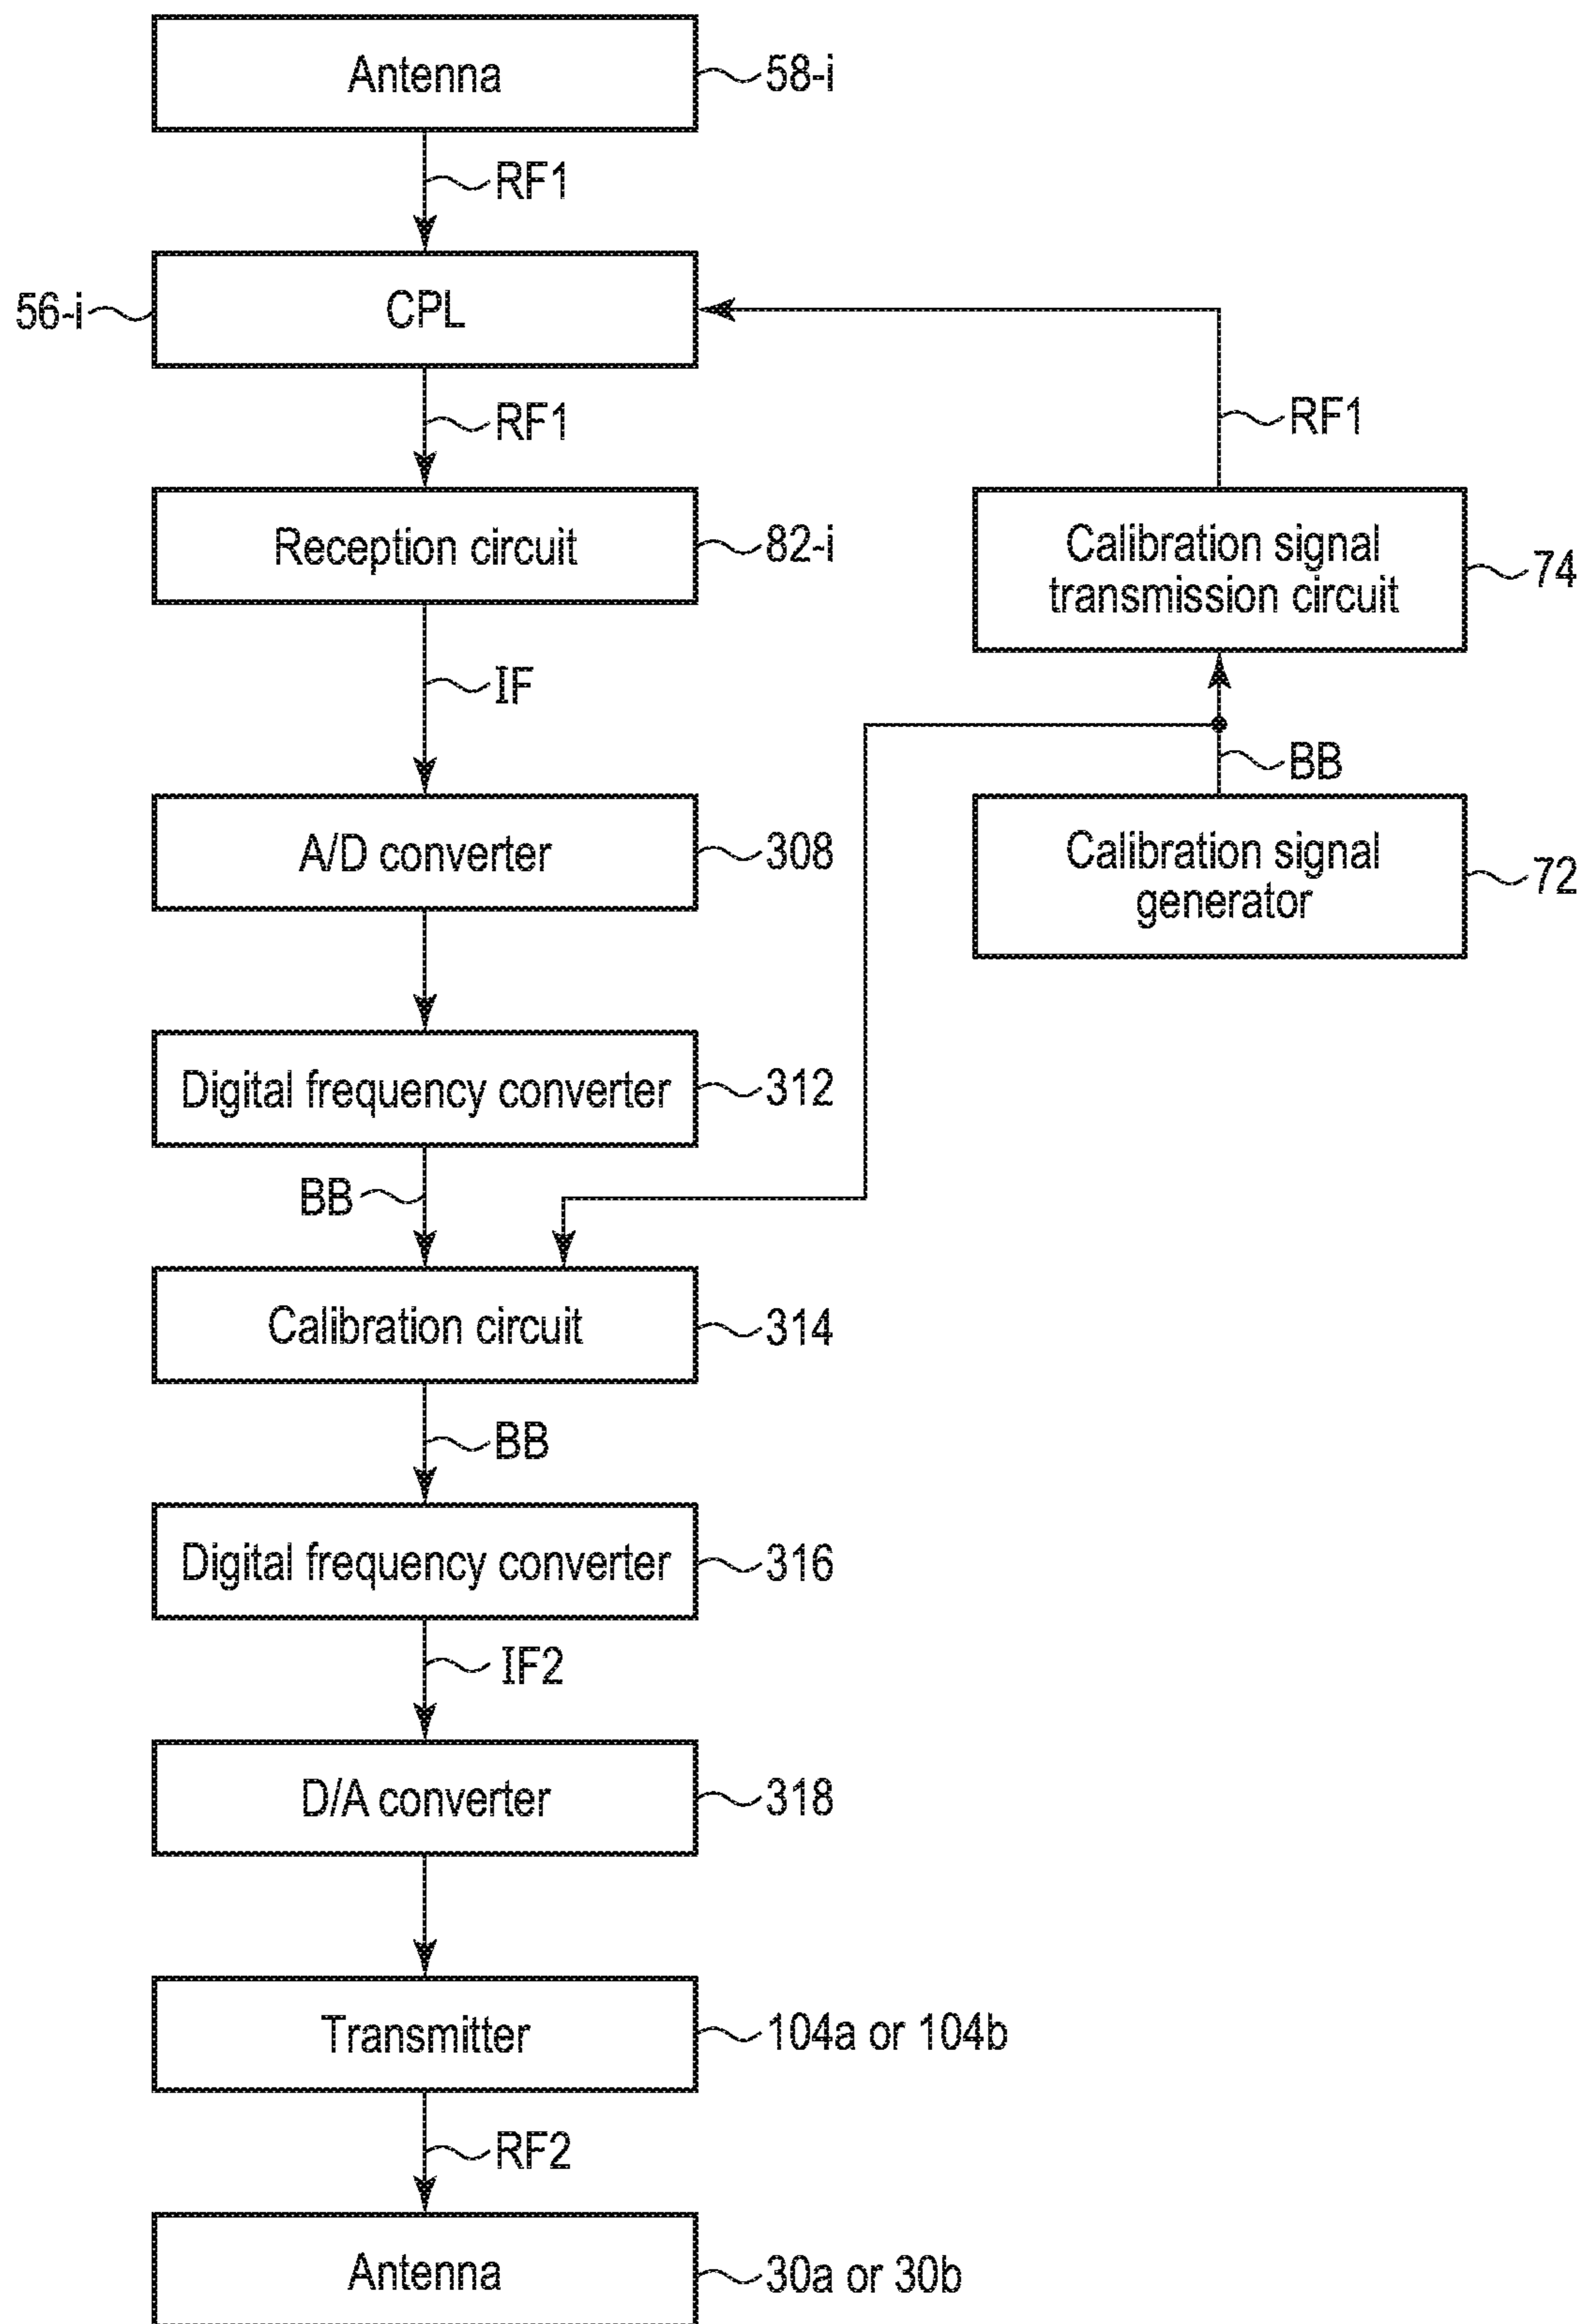 Antenna
58-i
RF1
56-i
CPL
RF1
RF1
Reception circuit
82-i
Calibration signal
transmission circuit
74
IF
BB
A/D converter
308
Calibration signal
generator
72
Digital frequency converter
312
BB
Calibration circuit
314
BB
Digital frequency converter
316
IF2
D/A converter
318
Transmitter
104a or 104b
RF2
Antenna
30a or 30b